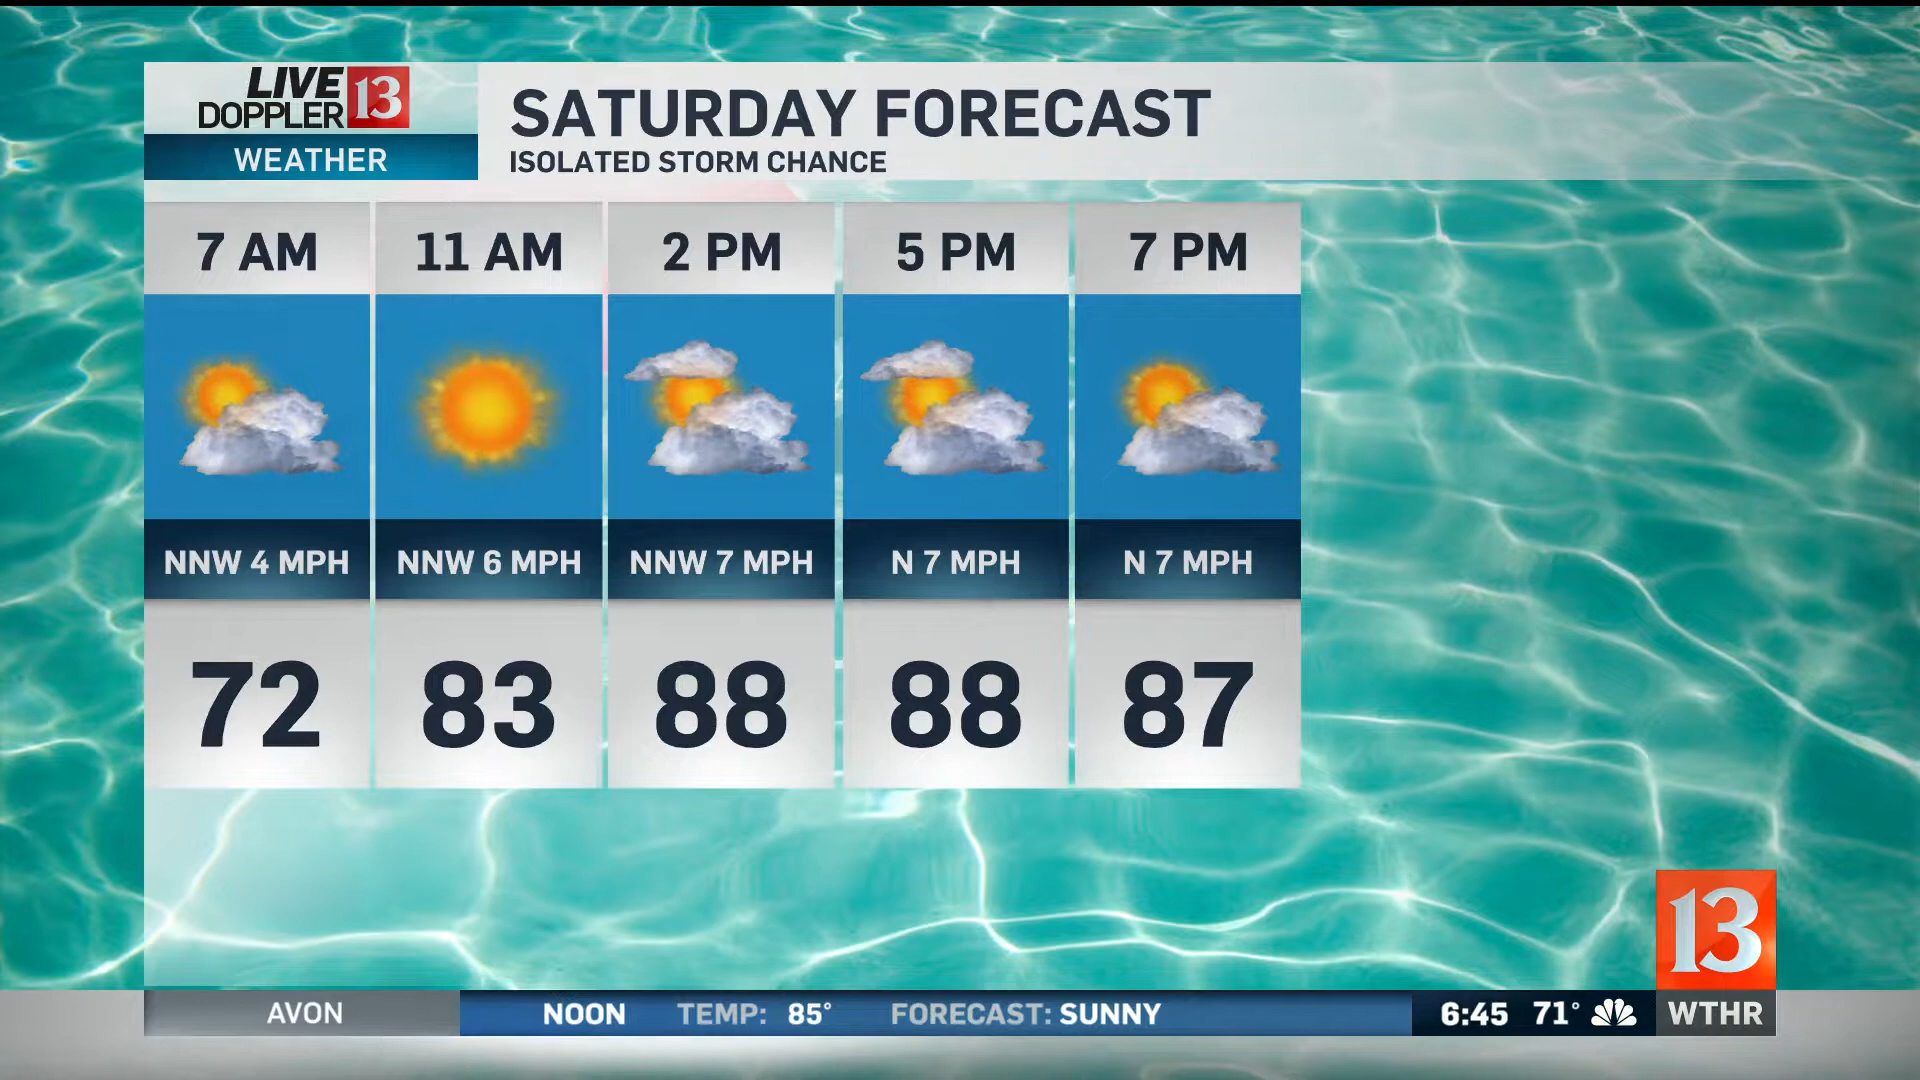 LIVE
DOPPLER 13
WEATHER
SATURDAY FORECAST
ISOLATED STORM CHANCE
7 AM 11 AM 2 PM 5 PM 7 PM
NNW 4 MPH NNW 6 MPH NNW 7 MPH N 7 MPH N 7 MPH
72 83 88 88 87
13
AVON NOON TEMP: 85° FORECAST: SUNNY 6:45 71° WTHR